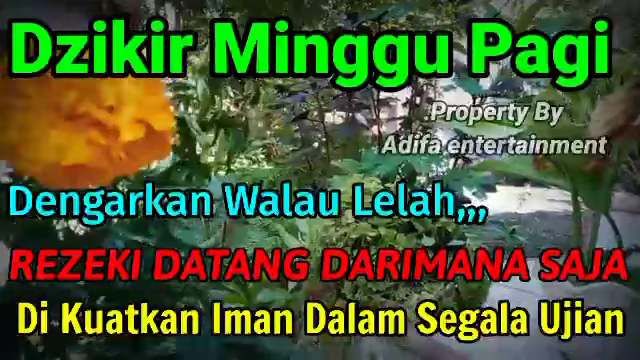 Dzikir Minggu Pagi
Property By
Adifa entertainment
Dengarkan Walau Lelah,,,
REZEKI DATANG DARIMANA SAJA
Di Kuatkan Iman Dalam Segala Ujian